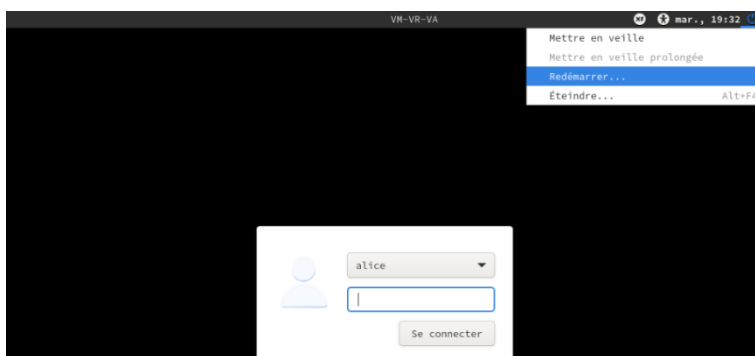 VM-VR-VA mar., 19:32
Mettre en veille
Mettre en veille prolongée
Redémarrer...
Éteindre... Alt+F4
alice
Se connecter